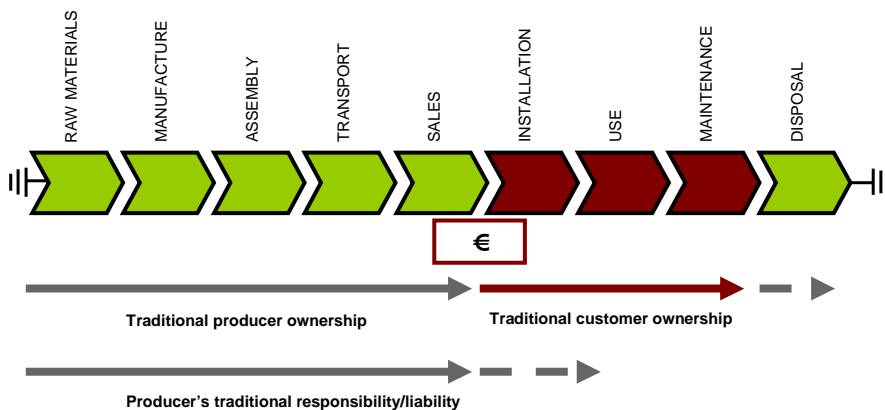 RAW MATERIALS
MANUFACTURE
ASSEMBLY
TRANSPORT
SALES
INSTALLATION
USE
MAINTENANCE
DISPOSAL
€
Traditional producer ownership
Traditional customer ownership
Producer's traditional responsibility/liability